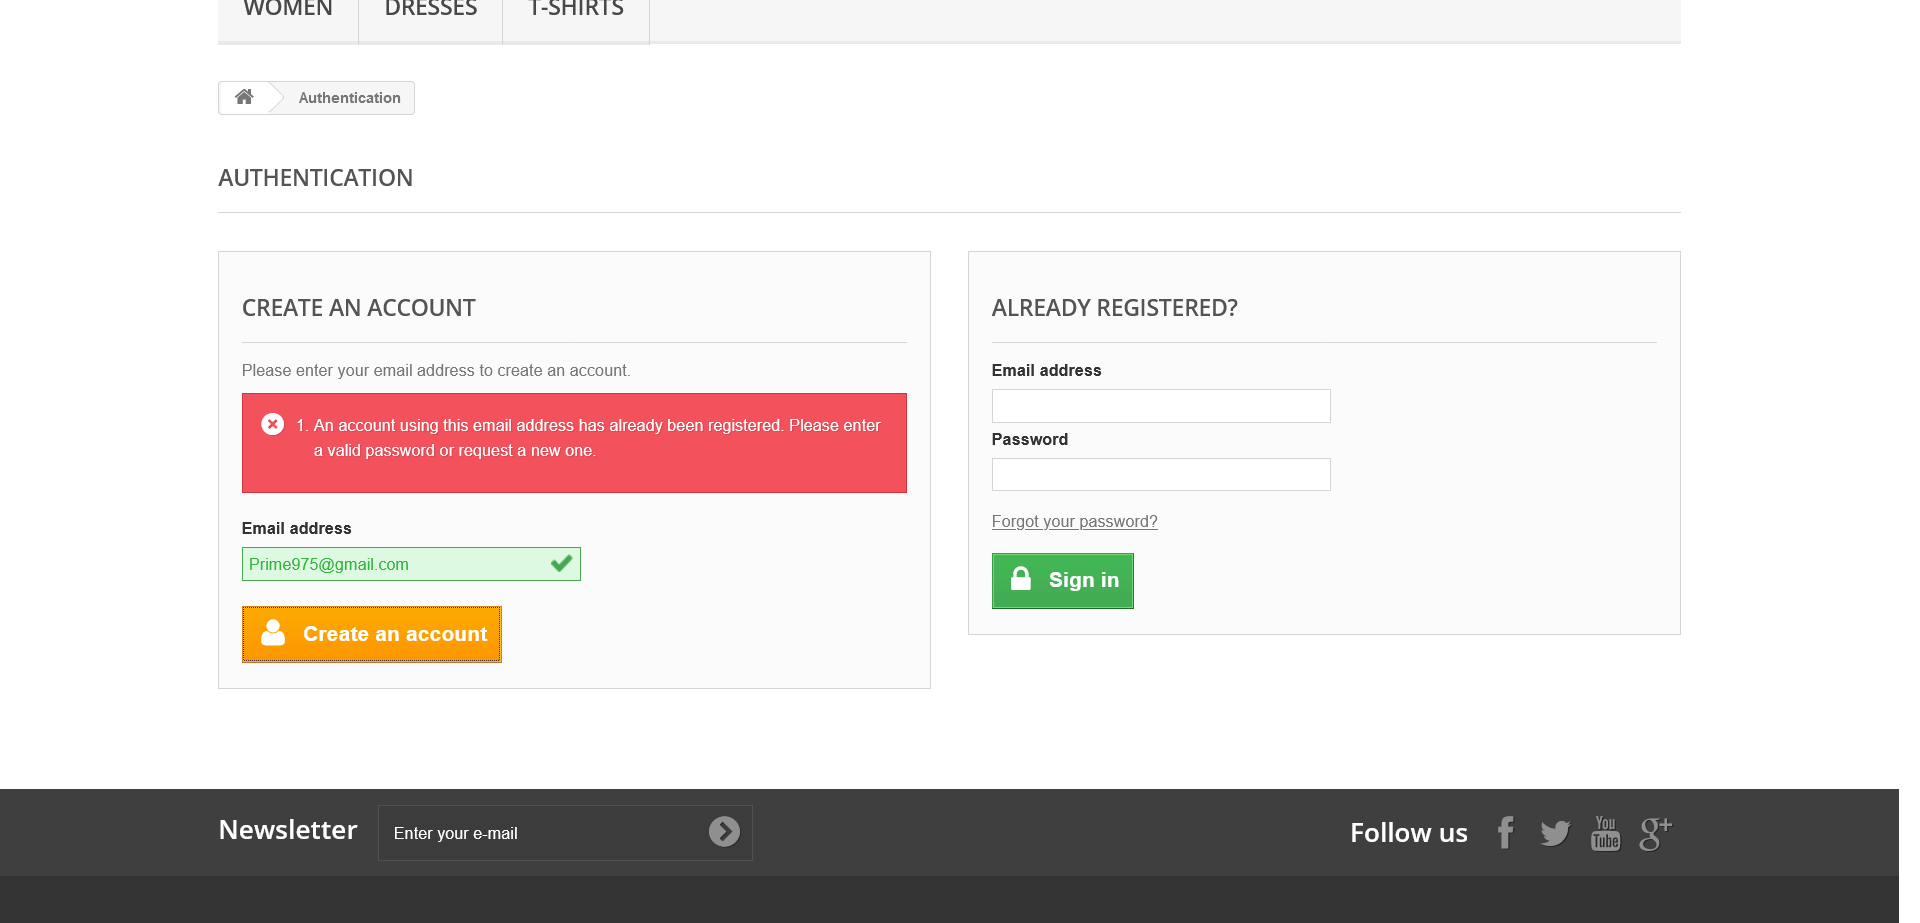 WOMEN
DRESSES
T-SHIRTS
Authentication
AUTHENTICATION
CREATE AN ACCOUNT
Please enter your email address to create an account.
1. An account using this email address has already been registered. Please enter
a valid password or request a new one.
Email address
Prime975@gmail.com
Create an account
ALREADY REGISTERED?
Email address
Password
Forgot your password?
Sign in
Newsletter
Enter your e-mail
Follow us
You
Tube
g+